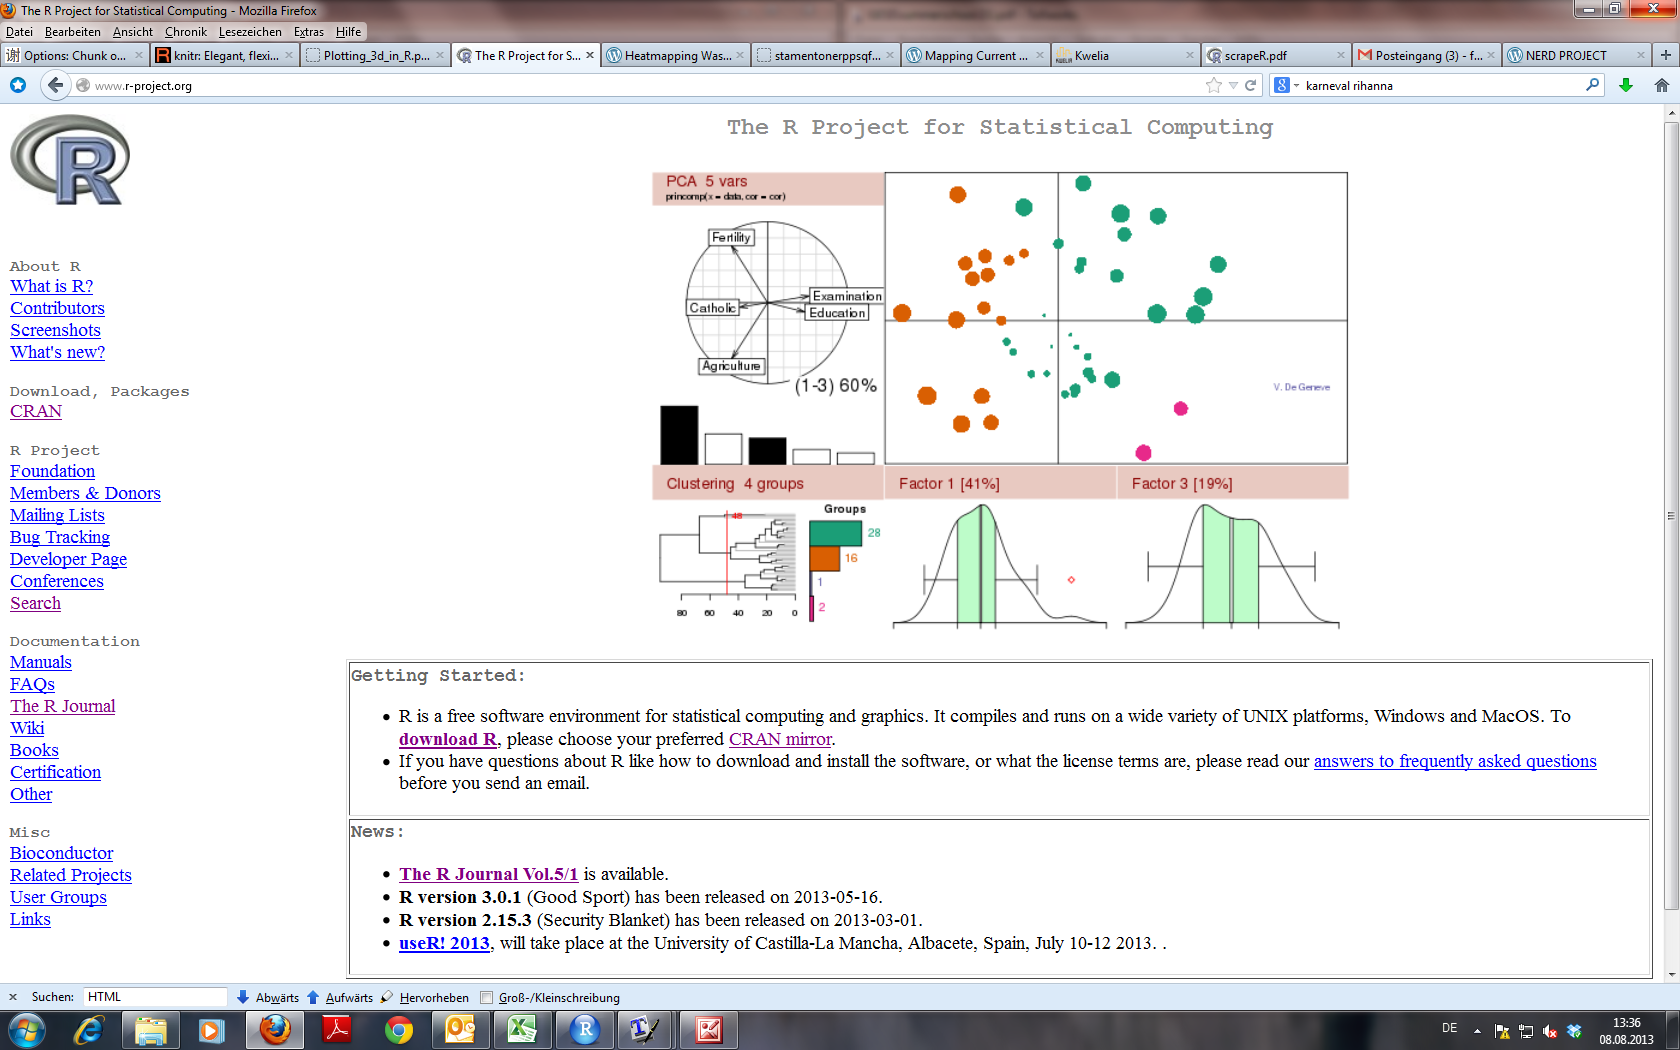 The R Project for Statistical Computing - Mozilla Firefox
Datei Bearbeiten Ansicht Chronik Lesezeichen Extras Hilfe
谢 Options: Chunk o... × R knitr: Elegant, flexi... × Plotting_3d_in_R.p... × The R Project for S... × Heatmapping Was... × stamentonerppsqf... × Mapping Current ... × KWELIA Kwelia × scrapeR.pdf × Posteingang (3) - f... × NERD PROJECT × +
www.r-project.org
karneval rihanna
R
The R Project for Statistical Computing
PCA 5 vars
princomp(x = data, cor = cor)
Fertility
Catholic
Examination
Education
Agriculture
(1-3) 60%
V. De Geneve
Clustering 4 groups
Factor 1 [41%]
Factor 3 [19%]
48
Groups
28
16
1
2
80 60 40 20 0
About R
What is R?
Contributors
Screenshots
What's new?
Download, Packages
CRAN
R Project
Foundation
Members & Donors
Mailing Lists
Bug Tracking
Developer Page
Conferences
Search
Documentation
Manuals
FAQs
The R Journal
Wiki
Books
Certification
Other
Misc
Bioconductor
Related Projects
User Groups
Links
Getting Started:
R is a free software environment for statistical computing and graphics. It compiles and runs on a wide variety of UNIX platforms, Windows and MacOS. To
download R, please choose your preferred CRAN mirror.
If you have questions about R like how to download and install the software, or what the license terms are, please read our answers to frequently asked questions
before you send an email.
News:
The R Journal Vol.5/1 is available.
R version 3.0.1 (Good Sport) has been released on 2013-05-16.
R version 2.15.3 (Security Blanket) has been released on 2013-03-01.
useR! 2013, will take place at the University of Castilla-La Mancha, Albacete, Spain, July 10-12 2013. .
× Suchen: HTML Abwärts Aufwärts Hervorheben Groß-/Kleinschreibung
DE
13:36
08.08.2013